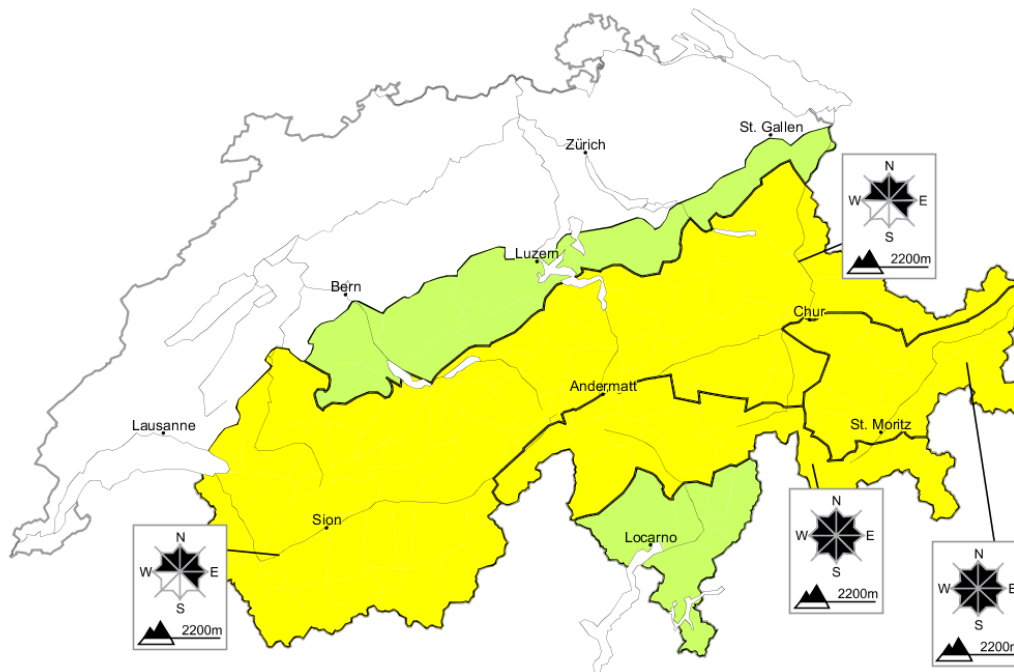 St. Gallen
Zürich
N
W E
S
2200m
Luzern
Bern
Chur
Andermatt
Lausanne
St. Moritz
Sion
Locarno
N
W E
S
2200m
N
W E
S
2200m
N
W E
S
2200m